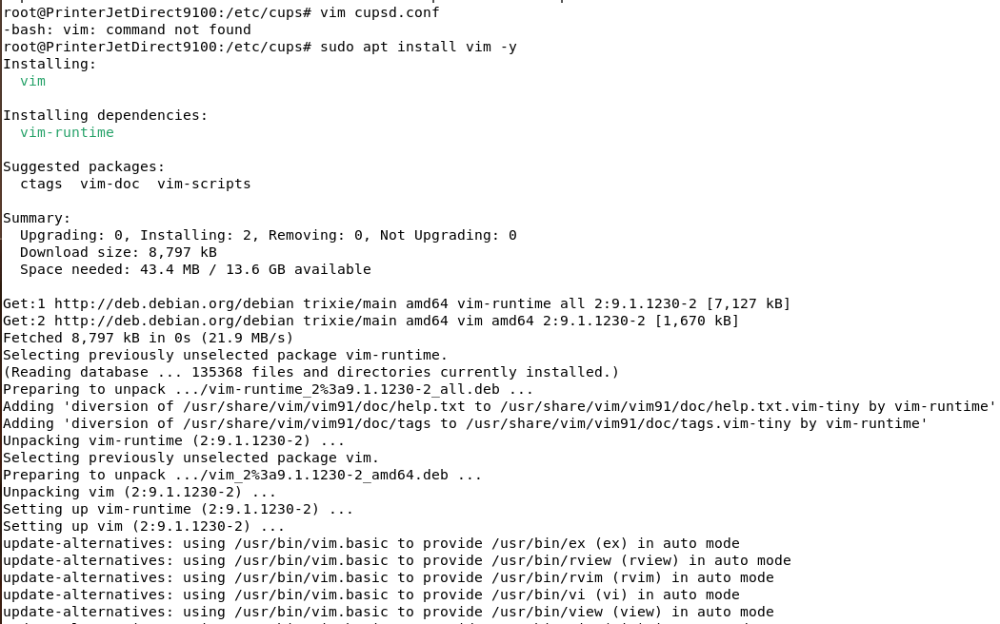 root@PrinterJetDirect9100:/etc/cups# vim cupsd.conf
-bash: vim: command not found
root@PrinterJetDirect9100:/etc/cups# sudo apt install vim -y
Installing:
  vim

Installing dependencies:
  vim-runtime

Suggested packages:
  ctags  vim-doc  vim-scripts

Summary:
  Upgrading: 0, Installing: 2, Removing: 0, Not Upgrading: 0
  Download size: 8,797 kB
  Space needed: 43.4 MB / 13.6 GB available

Get:1 http://deb.debian.org/debian trixie/main amd64 vim-runtime all 2:9.1.1230-2 [7,127 kB]
Get:2 http://deb.debian.org/debian trixie/main amd64 vim amd64 2:9.1.1230-2 [1,670 kB]
Fetched 8,797 kB in 0s (21.9 MB/s)
Selecting previously unselected package vim-runtime.
(Reading database ... 135368 files and directories currently installed.)
Preparing to unpack .../vim-runtime_2%3a9.1.1230-2_all.deb ...
Adding 'diversion of /usr/share/vim/vim91/doc/help.txt to /usr/share/vim/vim91/doc/help.txt.vim-tiny by vim-runtime'
Adding 'diversion of /usr/share/vim/vim91/doc/tags to /usr/share/vim/vim91/doc/tags.vim-tiny by vim-runtime'
Unpacking vim-runtime (2:9.1.1230-2) ...
Selecting previously unselected package vim.
Preparing to unpack .../vim_2%3a9.1.1230-2_amd64.deb ...
Unpacking vim (2:9.1.1230-2) ...
Setting up vim-runtime (2:9.1.1230-2) ...
Setting up vim (2:9.1.1230-2) ...
update-alternatives: using /usr/bin/vim.basic to provide /usr/bin/ex (ex) in auto mode
update-alternatives: using /usr/bin/vim.basic to provide /usr/bin/rview (rview) in auto mode
update-alternatives: using /usr/bin/vim.basic to provide /usr/bin/rvim (rvim) in auto mode
update-alternatives: using /usr/bin/vim.basic to provide /usr/bin/vi (vi) in auto mode
update-alternatives: using /usr/bin/vim.basic to provide /usr/bin/view (view) in auto mode